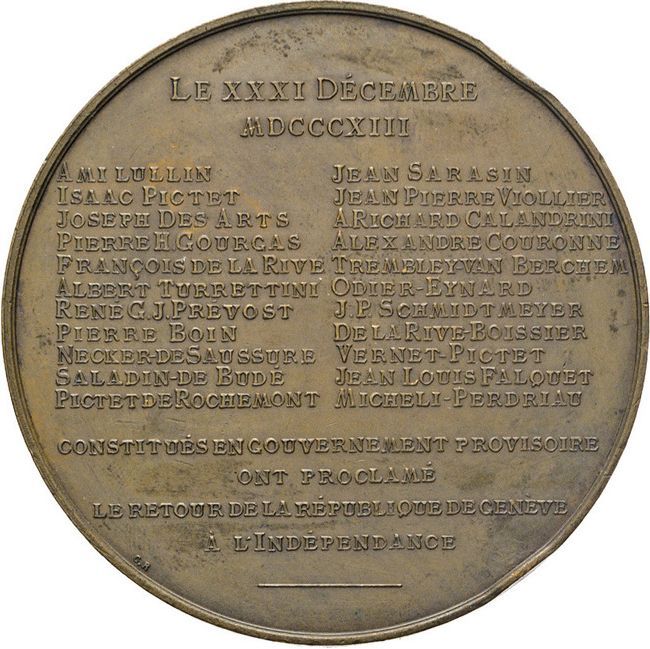 LE XXXI DÉCEMBRE
MDCCCXIII
AMI LULLIN
ISAAC PICTET
JOSEPH DES ARTS
PIERRE H. GOURGAS
FRANÇOIS DE LA RIVE
ALBERT TURRETTINI
RENE G. J. PREVOST
PIERRE BOIN
NECKER-DE SAUSSURE
SALADIN-DE BUDÉ
PICTET DE ROCHEMONT
JEAN SARASIN
JEAN PIERRE VIOLLIER
A RICHARD CALANDRINI
ALEXANDRE COURONNE
TREMBLEY-VAN BERCHEM
ODIER-EYNARD
J. P. SCHMIDTMEYER
DE LA RIVE-BOISSIER
VERNET-PICTET
JEAN LOUIS FALQUET
MICHELI-PERDRIAU
CONSTITUÉS EN GOUVERNEMENT PROVISOIRE
ONT PROCLAMÉ
LE RETOUR DE LA RÉPUBLIQUE DE GENÈVE
À L'INDÉPENDANCE